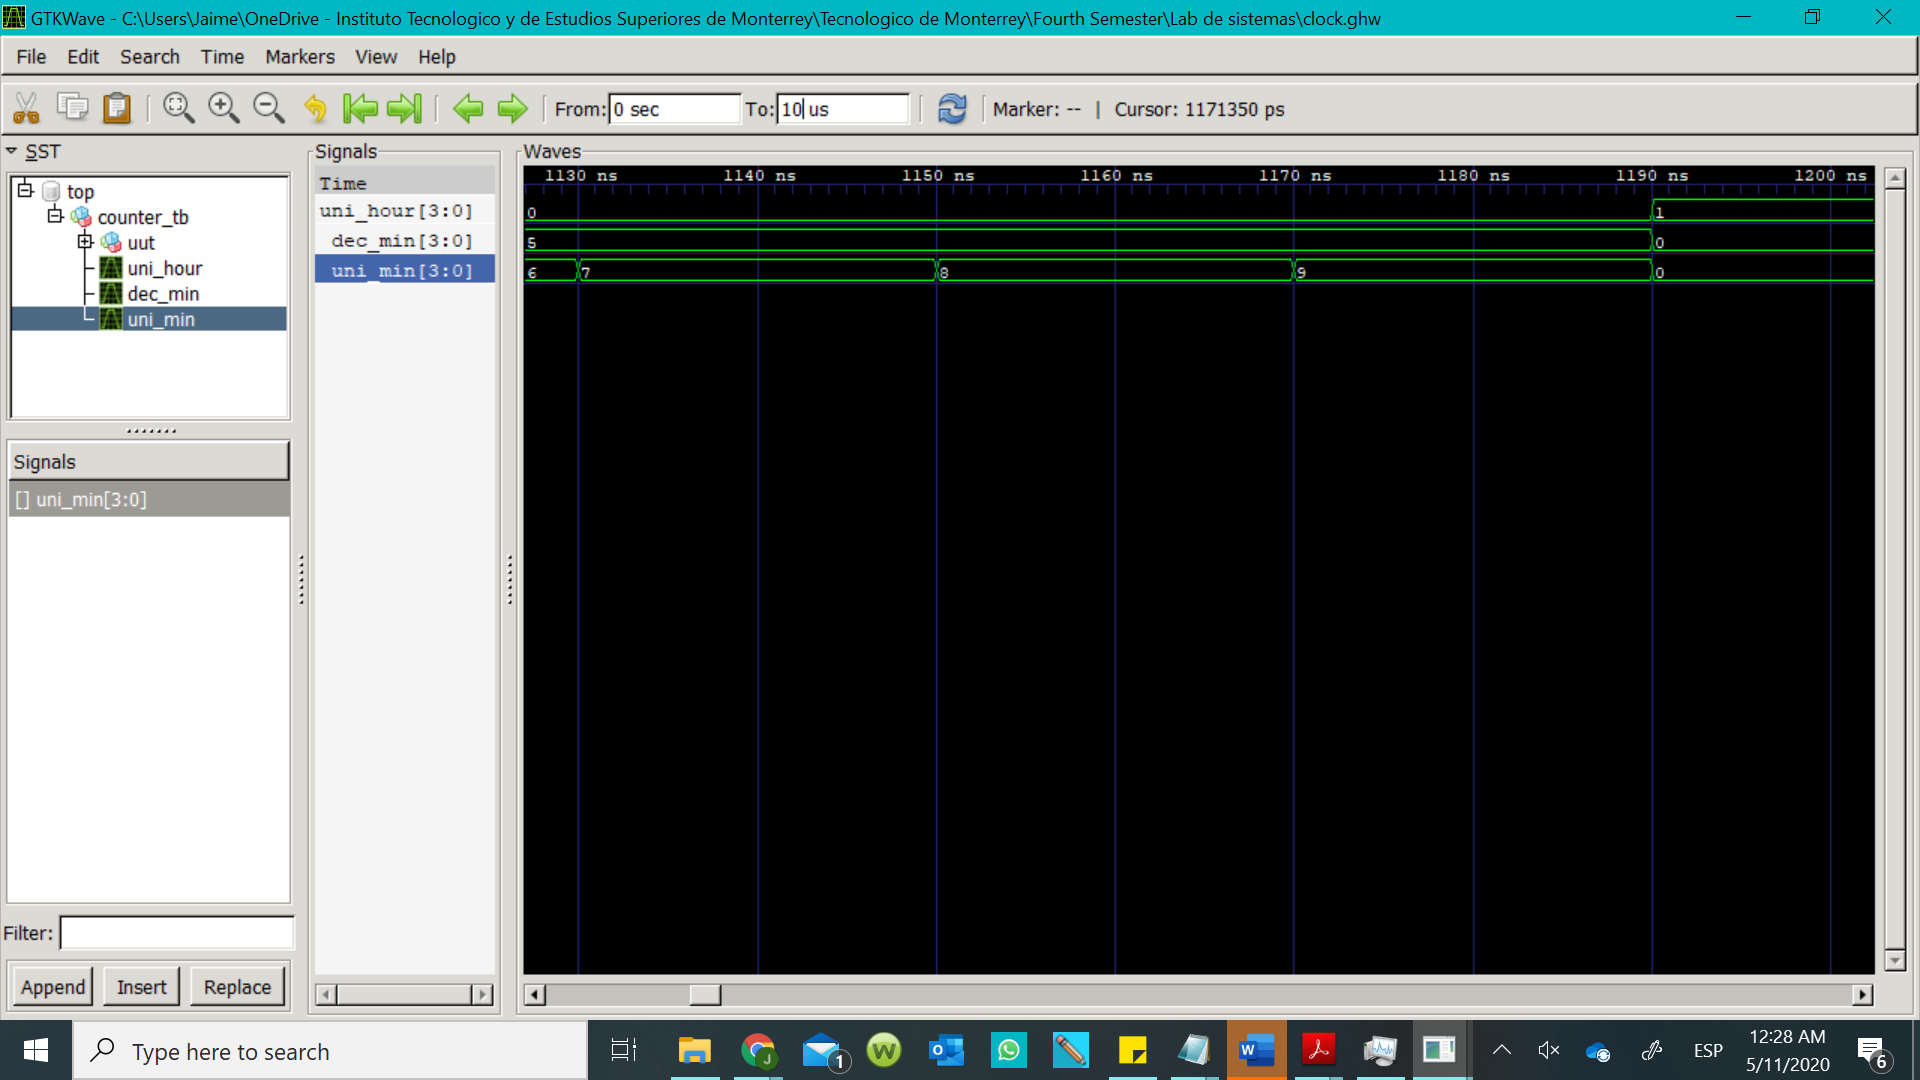 GTKWave - C:\Users\Jaime\OneDrive - Instituto Tecnologico y de Estudios Superiores de Monterrey\Tecnologico de Monterrey\Fourth Semester\Lab de sistemas\clock.ghw
File Edit Search Time Markers View Help
From: 0 sec To: 10 us Marker: -- | Cursor: 1171350 ps
SST
top
counter_tb
uut
uni_hour
dec_min
uni_min
Signals
[] uni_min[3:0]
Filter:
Append Insert Replace
Signals
Time
uni_hour[3:0]
dec_min[3:0]
uni_min[3:0]
Waves
1130 ns 1140 ns 1150 ns 1160 ns 1170 ns 1180 ns 1190 ns 1200 ns
0 1
5 0
6 7 8 9 0
Type here to search
J
1
W
W
ESP
12:28 AM
5/11/2020
6